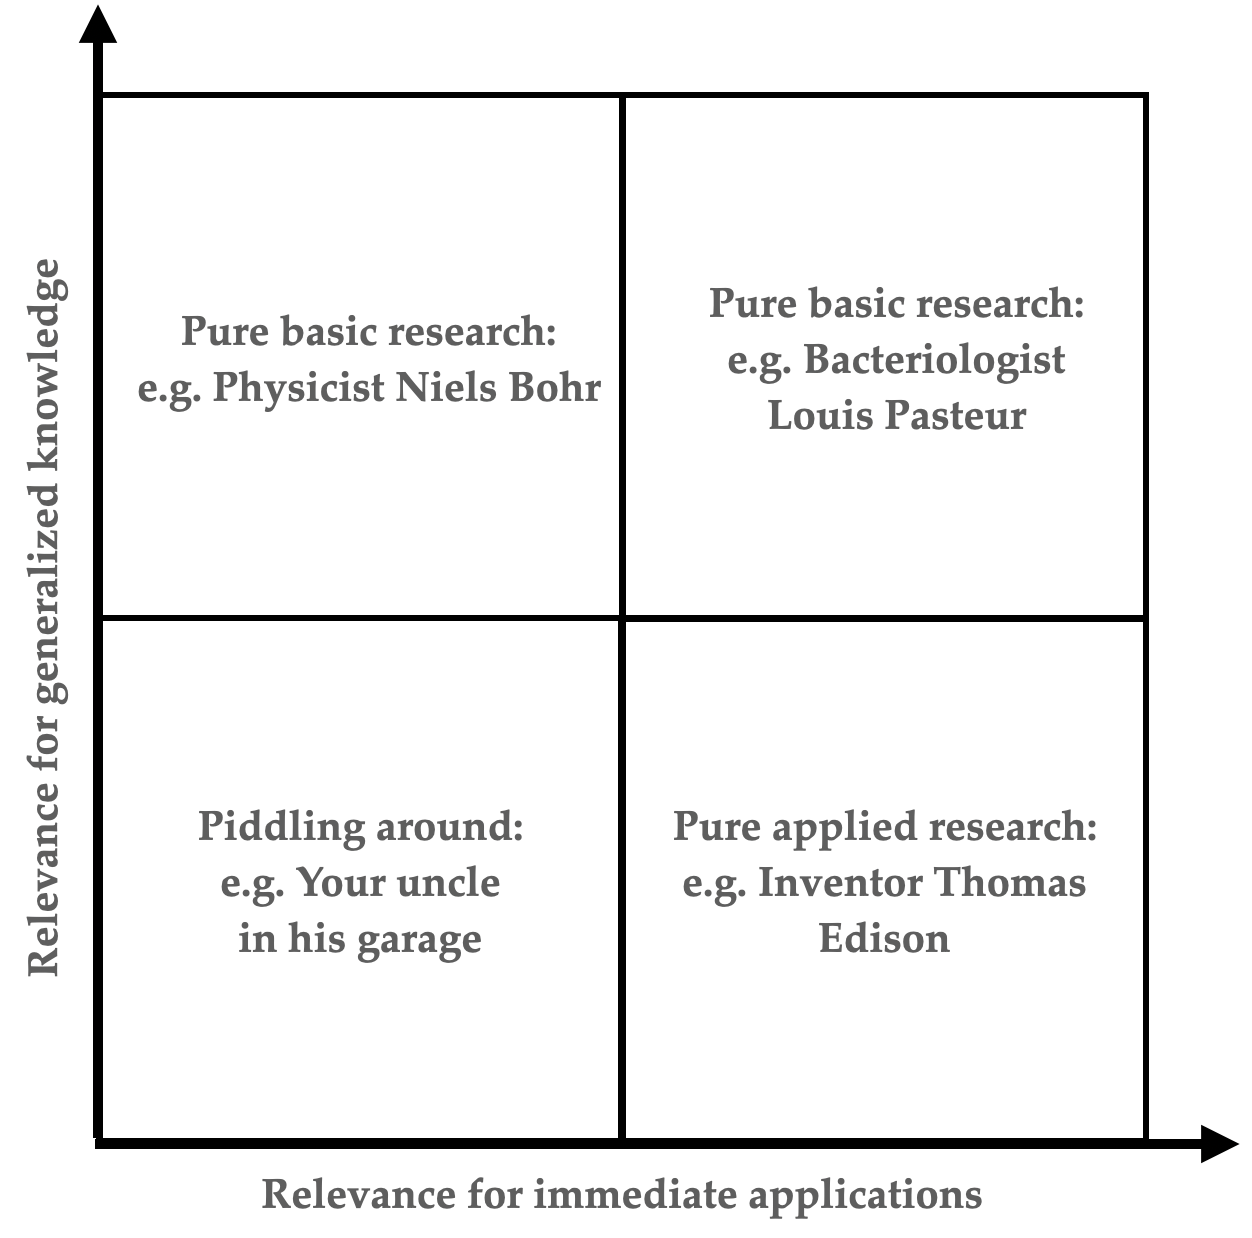 Relevance for generalized knowledge
Pure basic research:
e.g. Physicist Niels Bohr
Pure basic research:
e.g. Bacteriologist
Louis Pasteur
Piddling around:
e.g. Your uncle
in his garage
Pure applied research:
e.g. Inventor Thomas
Edison
Relevance for immediate applications